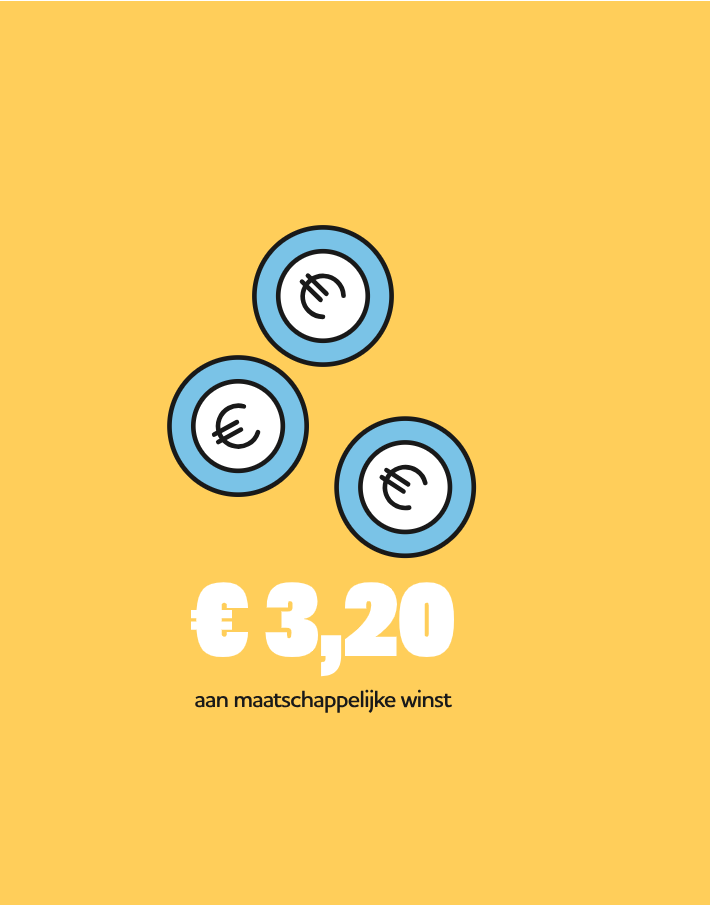 €
€
€
€ 3,20
aan maatschappelijke winst